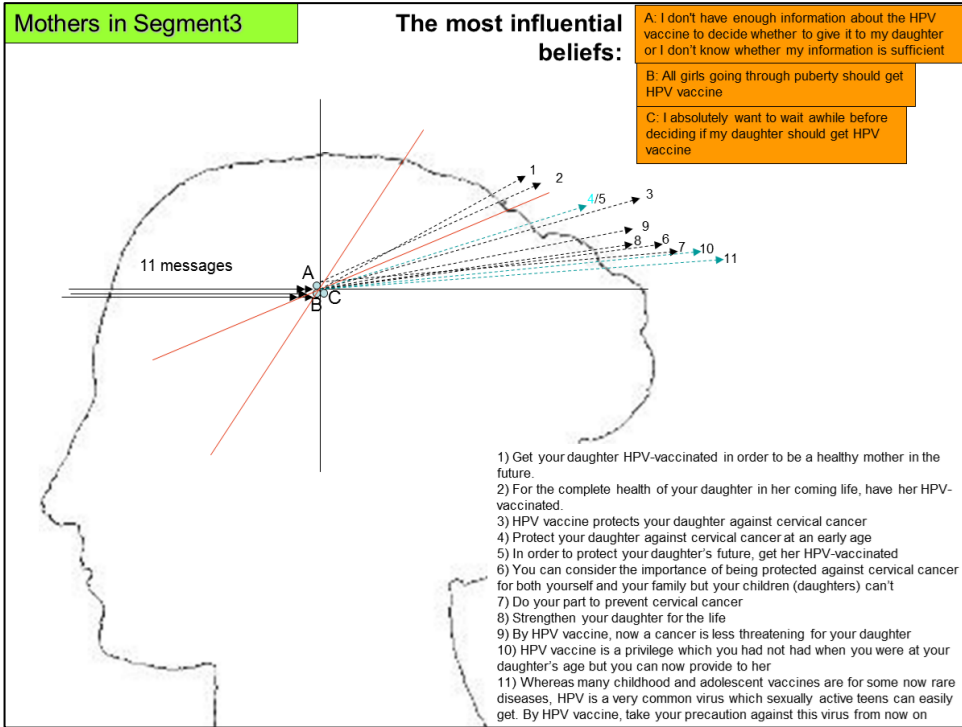 Mothers in Segment3
The most influential
beliefs:
A: I don't have enough information about the HPV
vaccine to decide whether to give it to my daughter
or I don't know whether my information is sufficient
B: All girls going through puberty should get
HPV vaccine
C: I absolutely want to wait awhile before
deciding if my daughter should get HPV
vaccine
1
2
3
4/5
9
8
6
7
10
11
11 messages
A
B
C
1) Get your daughter HPV-vaccinated in order to be a healthy mother in the
future.
2) For the complete health of your daughter in her coming life, have her HPV-
vaccinated.
3) HPV vaccine protects your daughter against cervical cancer
4) Protect your daughter against cervical cancer at an early age
5) In order to protect your daughter's future, get her HPV-vaccinated
6) You can consider the importance of being protected against cervical cancer
for both yourself and your family but your children (daughters) can't
7) Do your part to prevent cervical cancer
8) Strengthen your daughter for the life
9) By HPV vaccine, now a cancer is less threatening for your daughter
10) HPV vaccine is a privilege which you had not had when you were at your
daughter's age but you can now provide to her
11) Whereas many childhood and adolescent vaccines are for some now rare
diseases, HPV is a very common virus which sexually active teens can easily
get. By HPV vaccine, take your precaution against this virus from now on